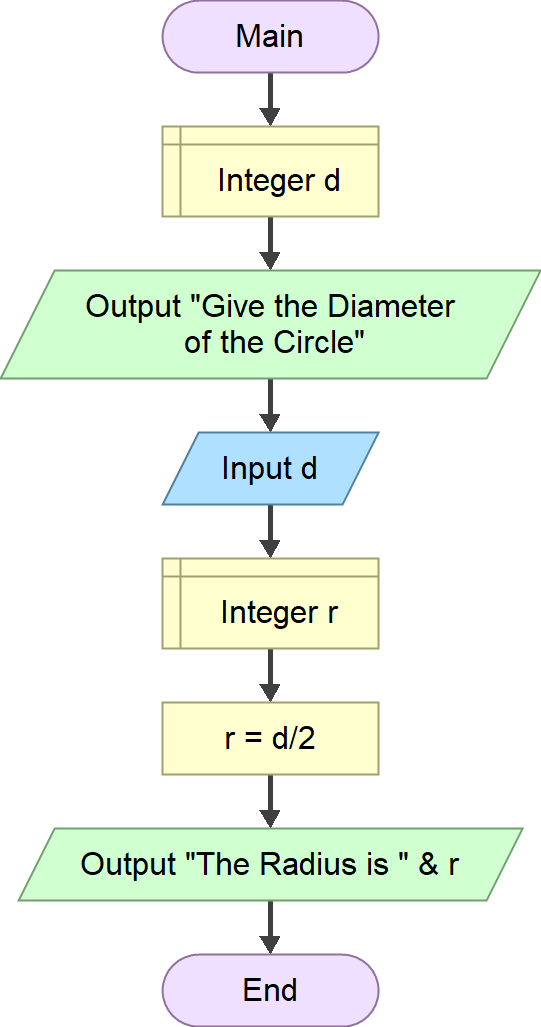 Main
Integer d
Output "Give the Diameter
of the Circle"
Input d
Integer r
r = d/2
Output "The Radius is " & r
End